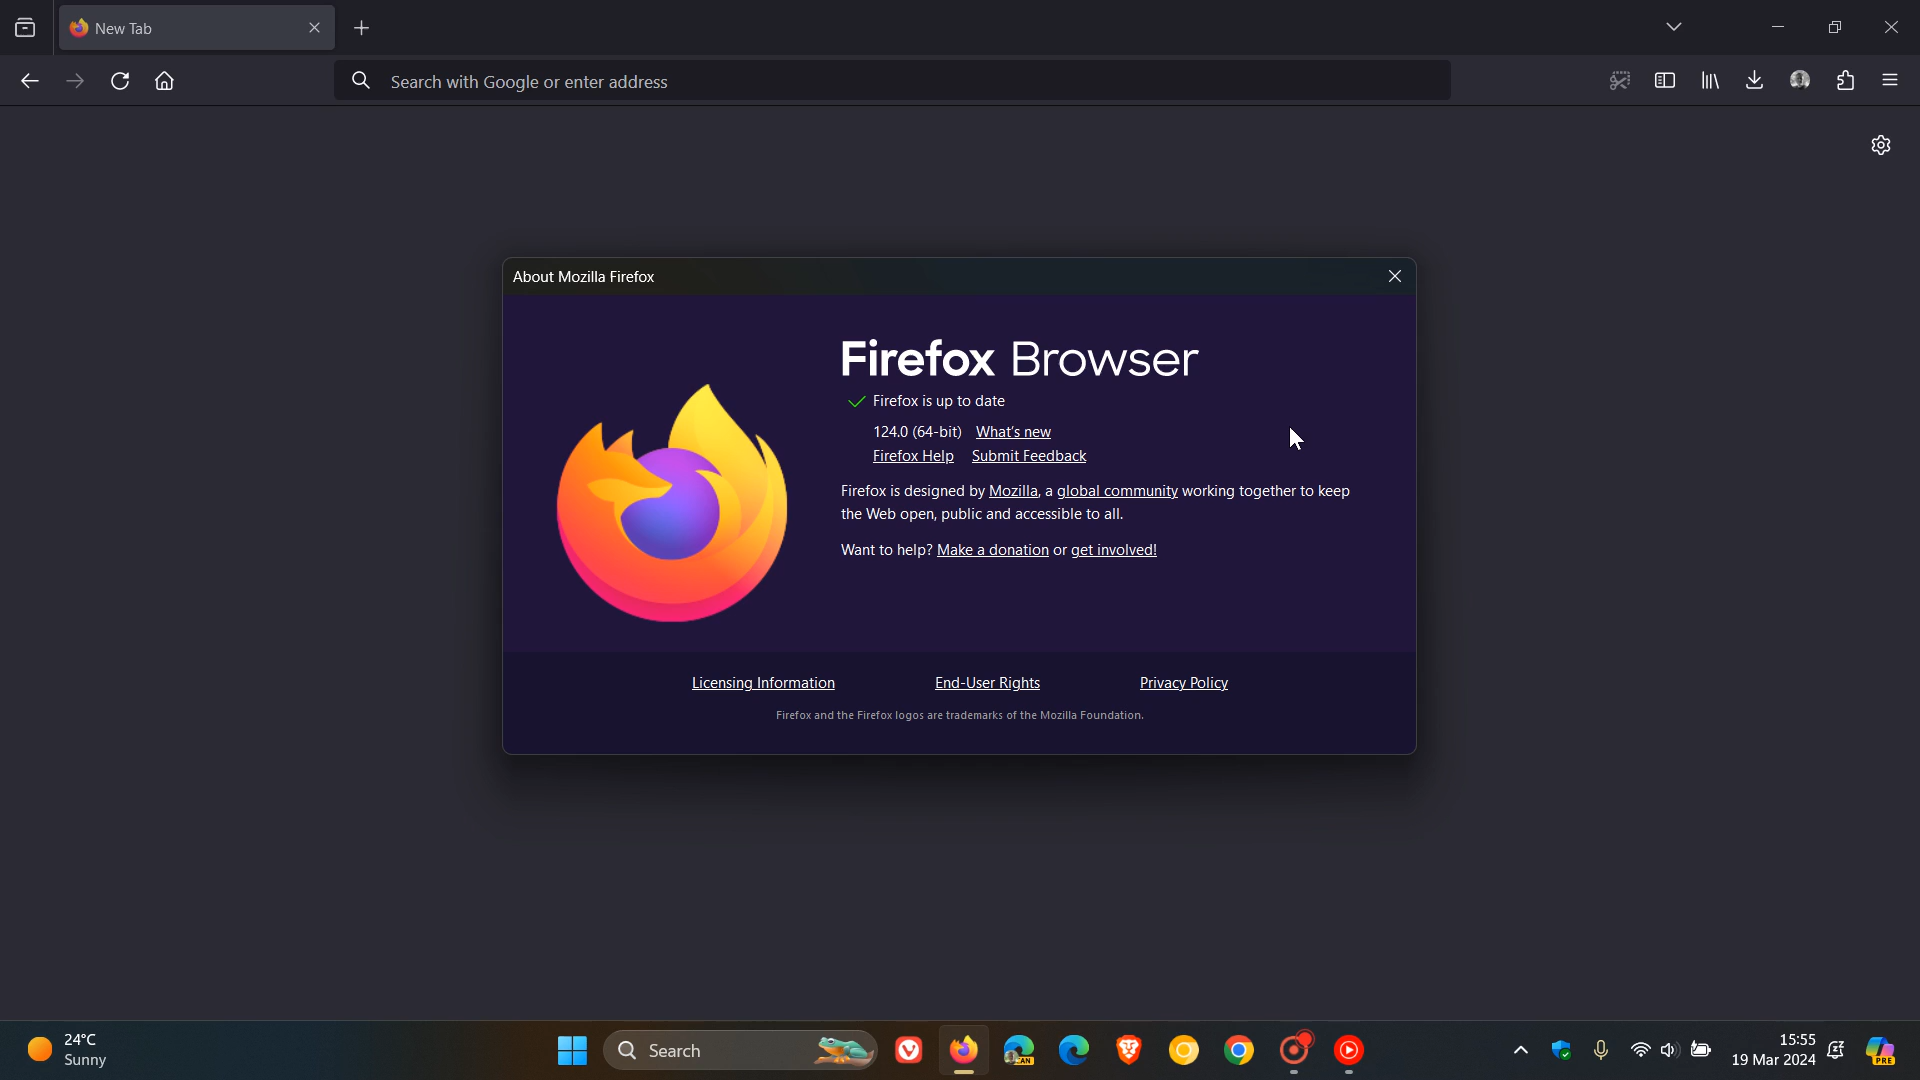 New Tab
Search with Google or enter address
About Mozilla Firefox
Firefox Browser
Firefox is up to date
124.0 (64-bit) What's new
Firefox Help Submit Feedback
Firefox is designed by Mozilla, a global community working together to keep
the Web open, public and accessible to all.
Want to help? Make a donation or get involved!
Licensing Information End-User Rights Privacy Policy
Firefox and the Firefox logos are trademarks of the Mozilla Foundation.
24°C
Sunny
Search
CAN
15:55
19 Mar 2024
PRE